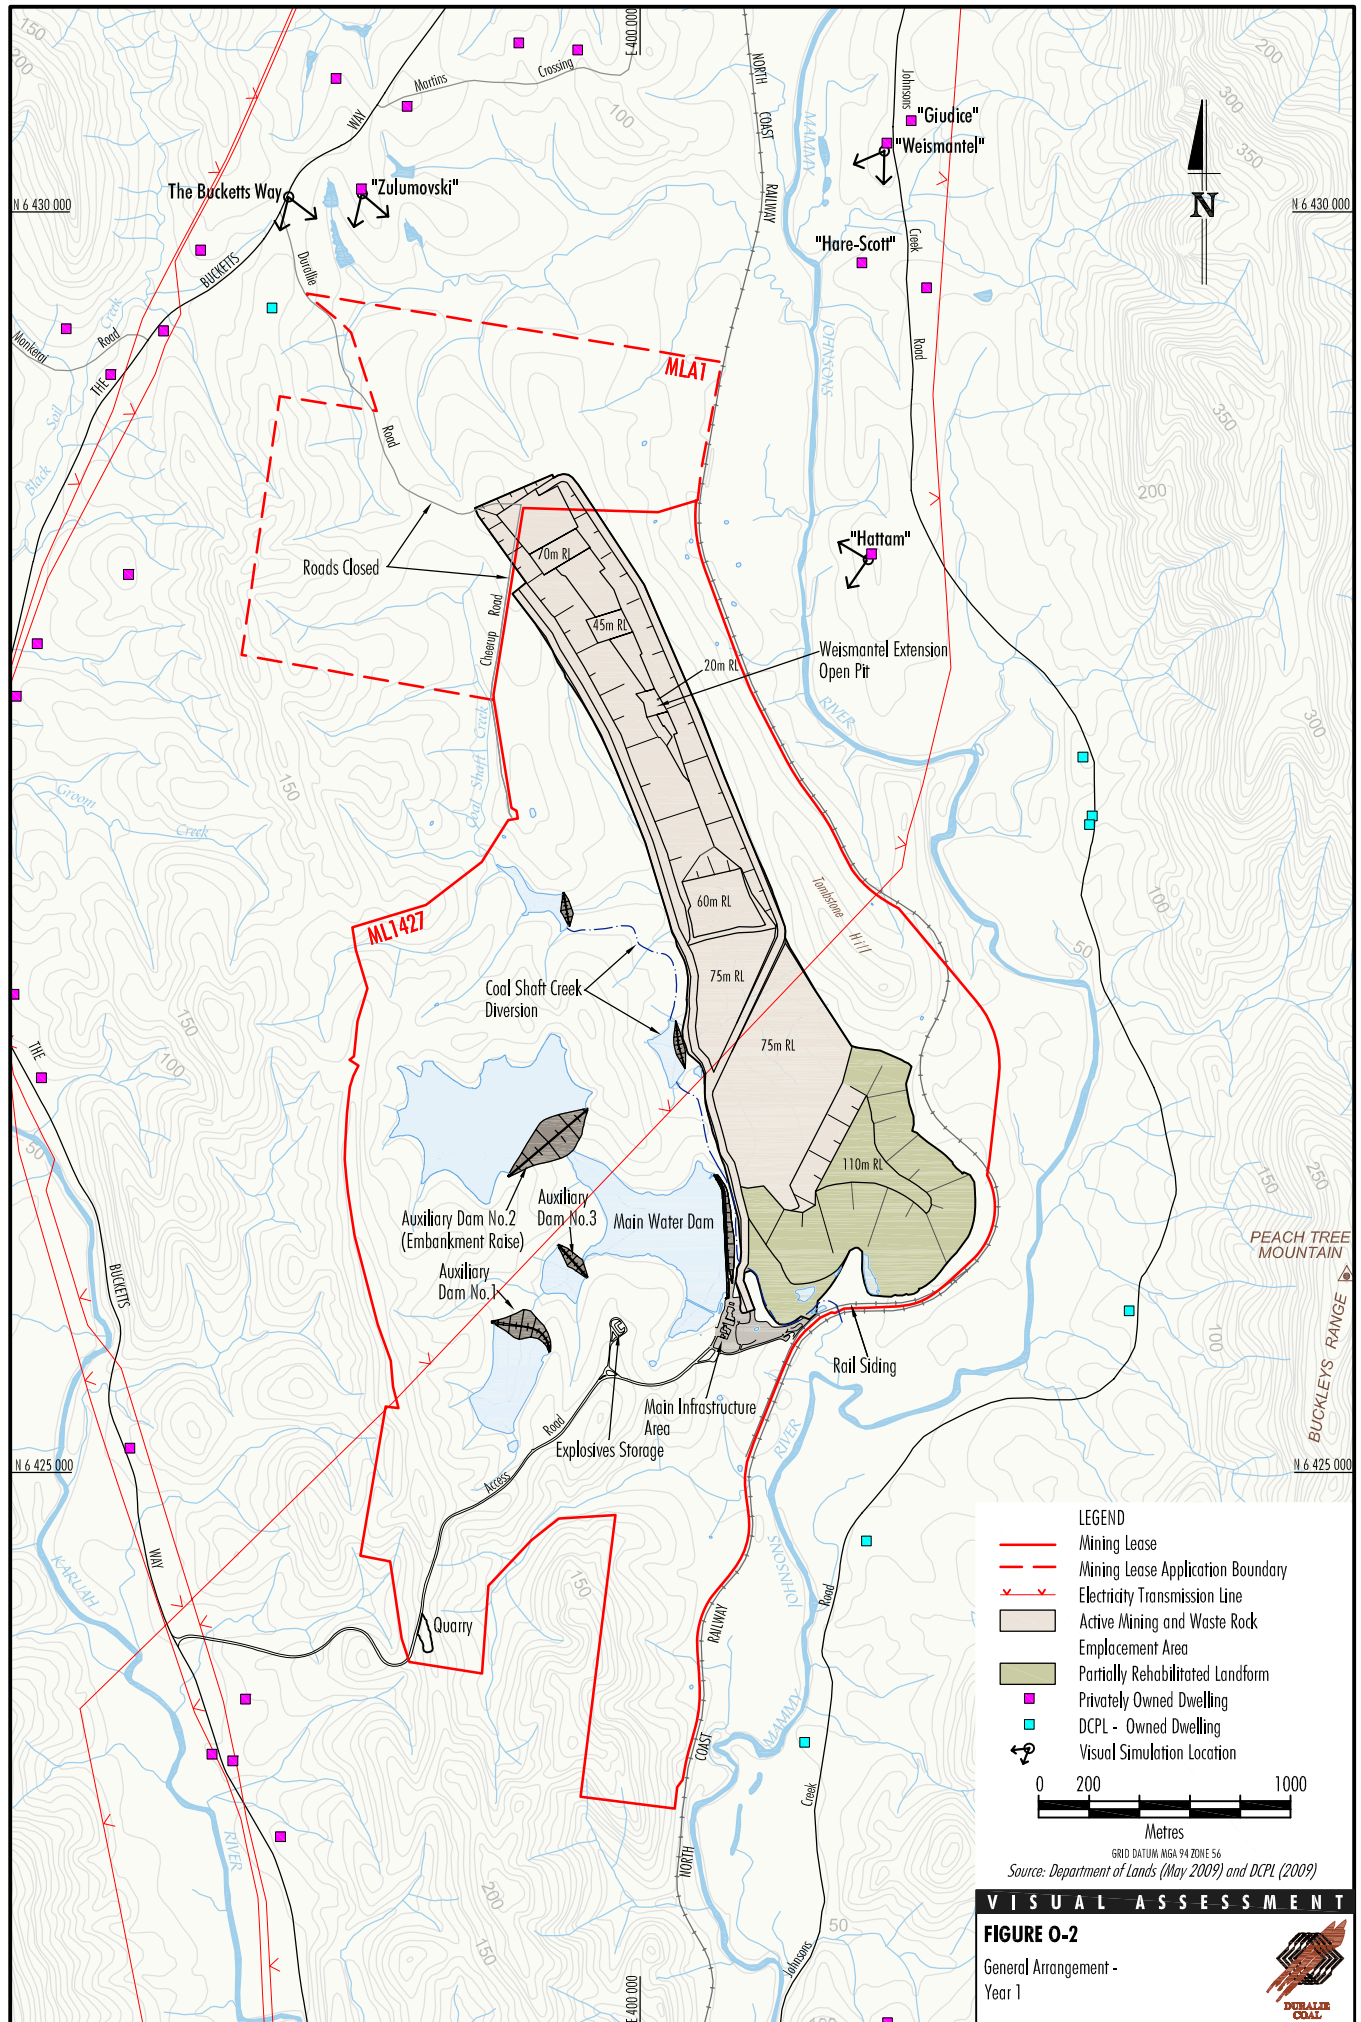 150
200
E 400 000
200
300
350
Martins
Crossing
100
WAY
NORTH
COAST
RAILWAY
MAMMY
Johnsons
"Giudice"
"Weismantel"
The Bucketts Way
"Zulumovski"
N 6 430 000
N 6 430 000
N
BUCKETTS
Durallie
"Hare-Scott"
Creek
Creek
Road
Monkerai
Road
THE
SNOSNHOJ
MLA1
350
Soil
Black
Road
200
"Hattam"
70m RL
Roads Closed
Road
Cheerup
45m RL
20m RL
Weismantel Extension
Open Pit
RIVER
300
Coal Shaft Creek
150
Groom
Creek
Tombstone
Hill
60m RL
100
ML1427
50
75m RL
Coal Shaft Creek
Diversion
150
100
THE
75m RL
50
110m RL
150
250
Auxiliary
Dam No.3
Auxiliary Dam No.2
(Embankment Raise)
Main Water Dam
PEACH TREE
MOUNTAIN
Auxiliary
Dam No.1
BUCKETTS
100
BUCKLEYS RANGE
Rail Siding
Main Infrastructure
Area
Road
Explosives Storage
RIVER
Access
N 6 425 000
N 6 425 000
WAY
KARUAH
150
SNOSNHOJ
Road
Quarry
RAILWAY
MAMMY
COAST
Creek
RIVER
NORTH
200
150
50
Johnsons
E 400 000
LEGEND
Mining Lease
Mining Lease Application Boundary
Electricity Transmission Line
Active Mining and Waste Rock
Emplacement Area
Partially Rehabilitated Landform
Privately Owned Dwelling
DCPL - Owned Dwelling
Visual Simulation Location
0 200 1000
Metres
GRID DATUM MGA 94 ZONE 56
Source: Department of Lands (May 2009) and DCPL (2009)
VISUAL ASSESSMENT
FIGURE O-2
General Arrangement -
Year 1
DURALIE
COAL